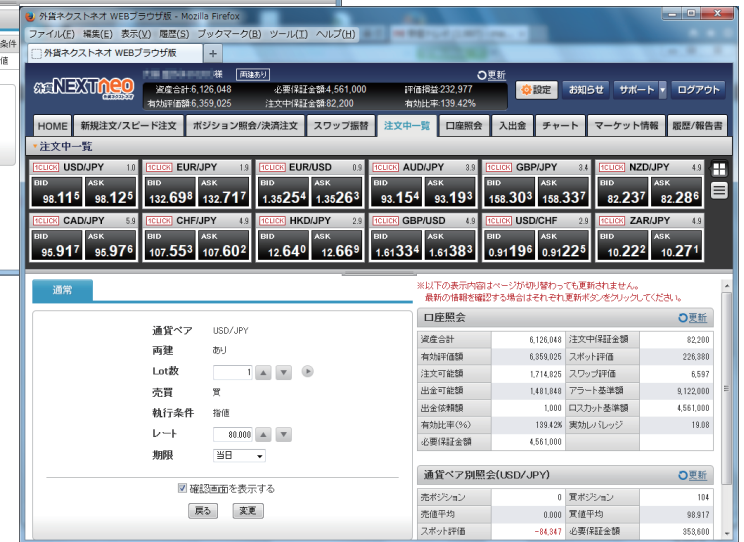 外貨ネクストネオ WEBブラウザ版 - Mozilla Firefox
ファイル(F) 編集(E) 表示(V) 履歴(S) ブックマーク(B) ツール(T) ヘルプ(H)
外貨ネクストネオ WEBブラウザ版 +
条件
値
外貨NEXTneo
外貨ネクストネオ
様 両建あり 更新
資産合計:6,126,048 必要保証金額:4,561,000 評価損益:232,977
有効評価額:6,359,025 注文中保証金額:82,200 有効比率:139.42%
設定 お知らせ サポート ログアウト
HOME 新規注文/スピード注文 ポジション照会/決済注文 スワップ振替 注文中一覧 口座照会 入出金 チャート マーケット情報 履歴/報告書
注文中一覧
1CLICK USD/JPY 1.0 1CLICK EUR/JPY 1.9 1CLICK EUR/USD 0.9 1CLICK AUD/JPY 3.9 1CLICK GBP/JPY 3.4 1CLICK NZD/JPY 4.9
BID ASK BID ASK BID ASK BID ASK BID ASK BID ASK
98.115 98.125 132.698 132.717 1.35254 1.35263 93.154 93.193 158.303 158.337 82.237 82.286
1CLICK CAD/JPY 5.9 1CLICK CHF/JPY 4.9 1CLICK HKD/JPY 2.9 1CLICK GBP/USD 4.9 1CLICK USD/CHF 2.9 1CLICK ZAR/JPY 4.9
BID ASK BID ASK BID ASK BID ASK BID ASK BID ASK
95.917 95.976 107.553 107.602 12.640 12.669 1.61334 1.61383 0.91196 0.91225 10.222 10.271
通常
通貨ペア USD/JPY
両建 あり
Lot数 1
売買 買
執行条件 指値
レート 80.000
期限 当日
確認画面を表示する
戻る 変更
※以下の表示内容はページが切り替わっても更新されません。
最新の情報を確認する場合はそれぞれ更新ボタンをクリックしてください。
口座照会 更新
資産合計 6,126,048 注文中保証金額 82,200
有効評価額 6,359,025 スポット評価 226,380
注文可能額 1,714,825 スワップ評価 6,597
出金可能額 1,481,848 アラート基準額 9,122,000
出金依頼額 1,000 ロスカット基準額 4,561,000
有効比率(%) 139.42% 実効レバレッジ 19.08
必要保証金額 4,561,000
通貨ペア別照会(USD/JPY) 更新
売ポジション 0 買ポジション 104
売値平均 0.000 買値平均 98.917
スポット評価 -84,347 必要保証金額 353,600